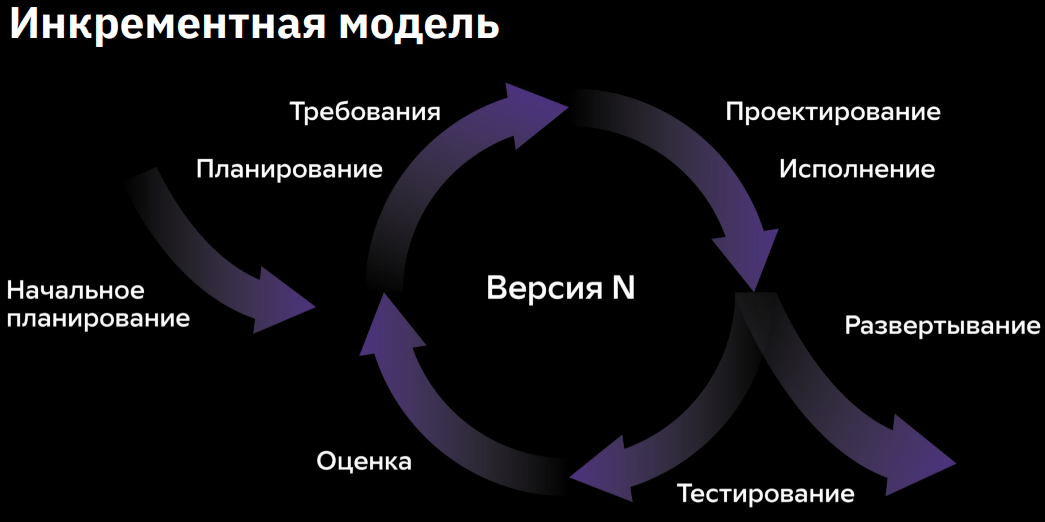 Инкрементная модель
Требования
Проектирование
Планирование
Исполнение
Начальное
планирование
Версия N
Развертывание
Оценка
Тестирование